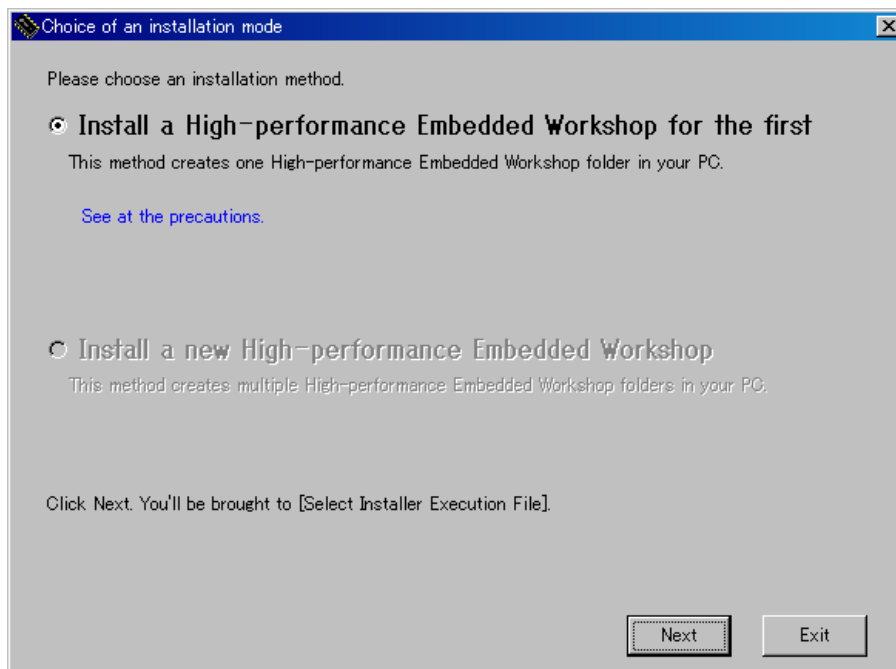 Choice of an installation mode
Please choose an installation method.
Install a High-performance Embedded Workshop for the first
This method creates one High-performance Embedded Workshop folder in your PC.
See at the precautions.
Install a new High-performance Embedded Workshop
This method creates multiple High-performance Embedded Workshop folders in your PC.
Click Next. You'll be brought to [Select Installer Execution File].
Next
Exit